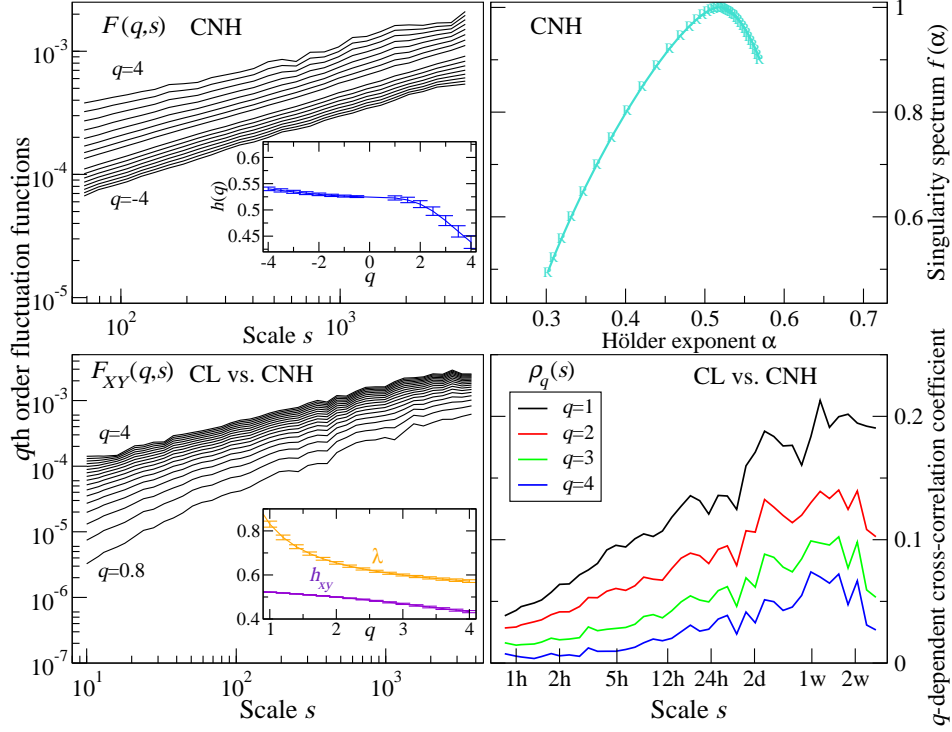 F(q,s) CNH
q=4
q=-4
10^-3
10^-4
10^-5
10^2
10^3
Scale s
h(q)
0.6
0.55
0.5
0.45
-4
-2
0
2
4
q
CNH
1
0.8
0.6
0.3
0.4
0.5
0.6
0.7
Hölder exponent α
Singularity spectrum f(α)
qth order fluctuation functions
F_XY(q,s) CL vs. CNH
q=4
q=0.8
10^-3
10^-4
10^-5
10^-6
10^-7
10^1
10^2
10^3
Scale s
λ
h_xy
0.8
0.6
0.4
1
2
3
4
q
ρ_q(s) CL vs. CNH
q=1
q=2
q=3
q=4
0.2
0.1
0
1h
2h
5h
12h
24h
2d
1w
2w
Scale s
q-dependent cross-correlation coefficient